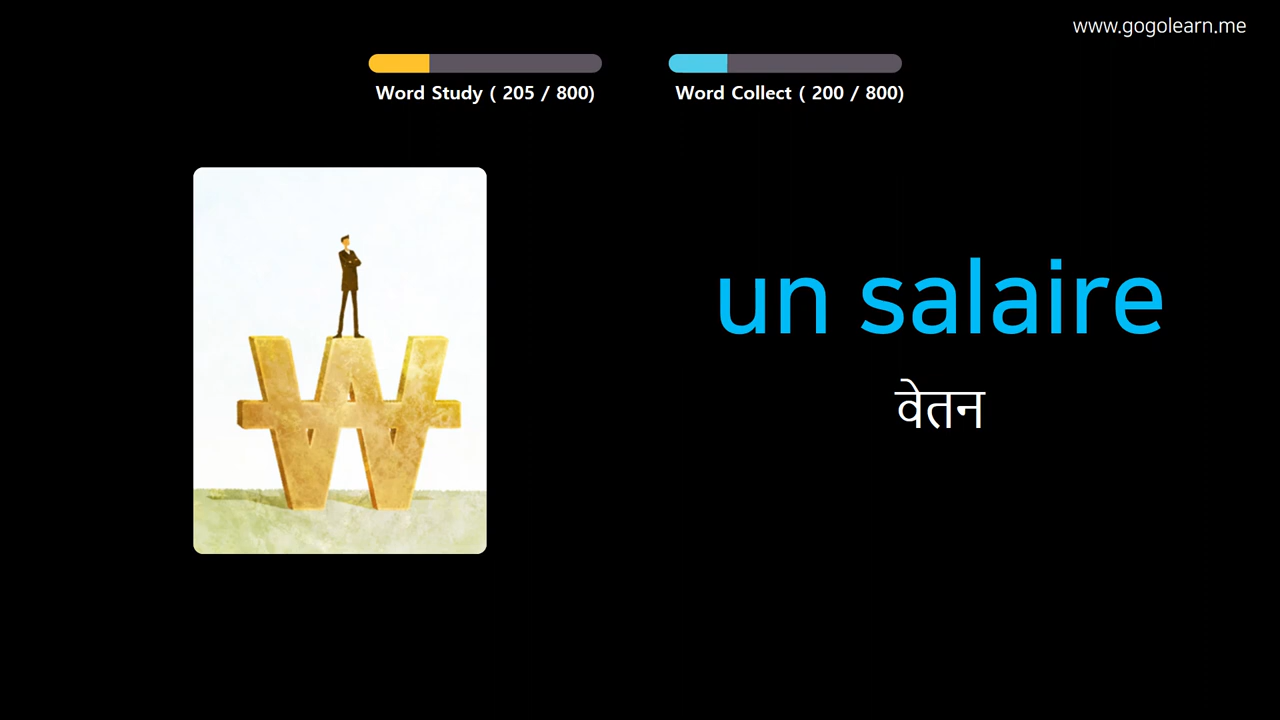 www.gogolearn.me
Word Study ( 205 / 800)
Word Collect ( 200 / 800)
un salaire
वेतन